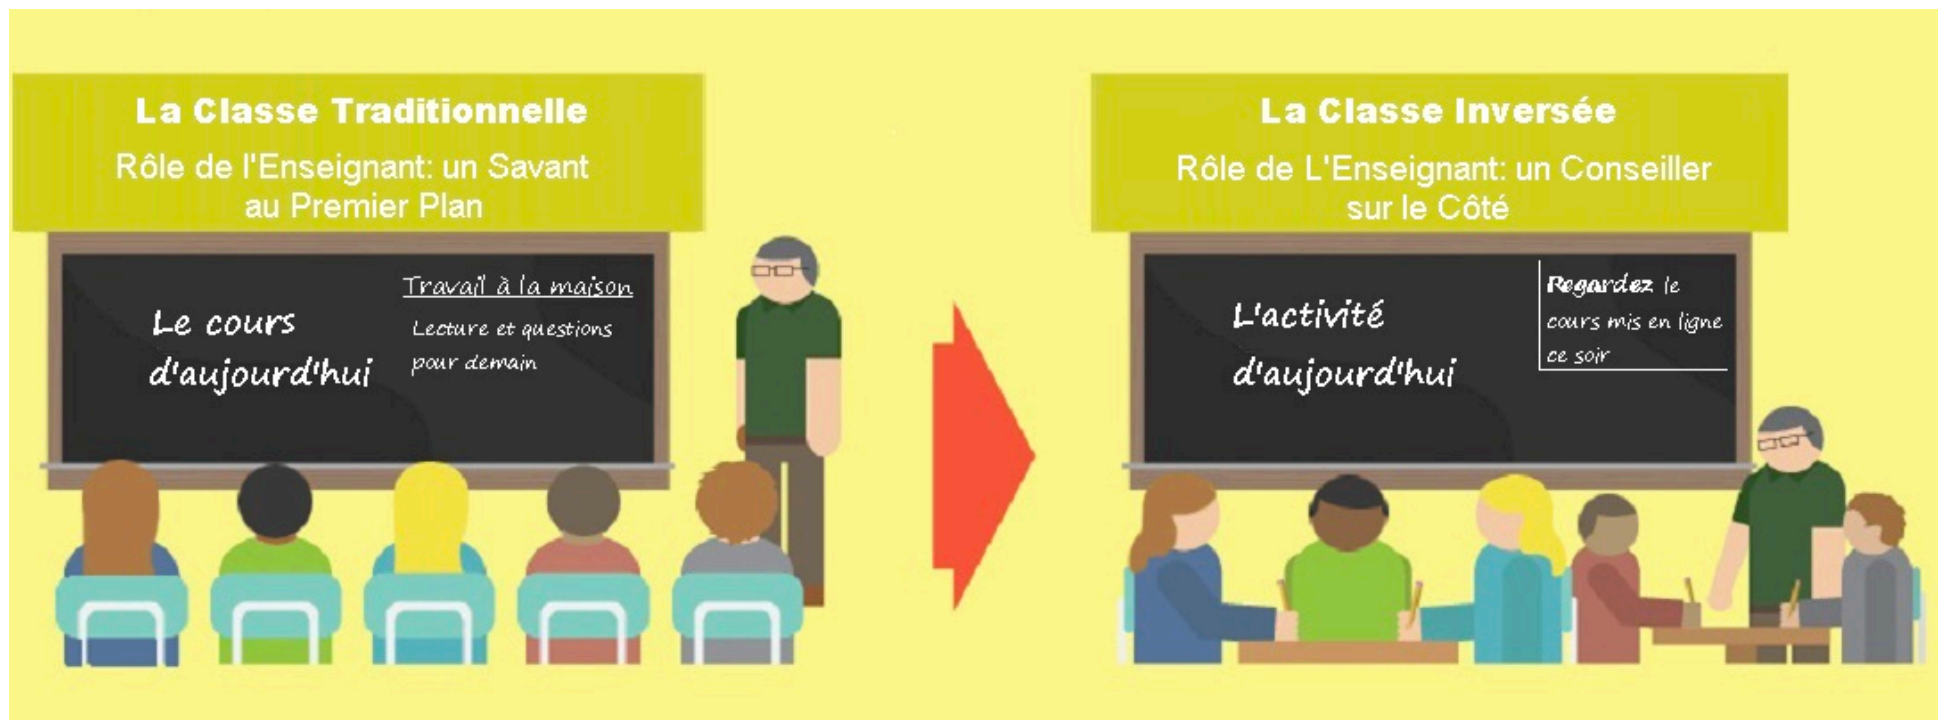 La Classe Traditionnelle
Rôle de l'Enseignant: un Savant
au Premier Plan
Le cours
d'aujourd'hui
Travail à la maison
Lecture et questions
pour demain
La Classe Inversée
Rôle de L'Enseignant: un Conseiller
sur le Côté
L'activité
d'aujourd'hui
Regardez le
cours mis en ligne
ce soir